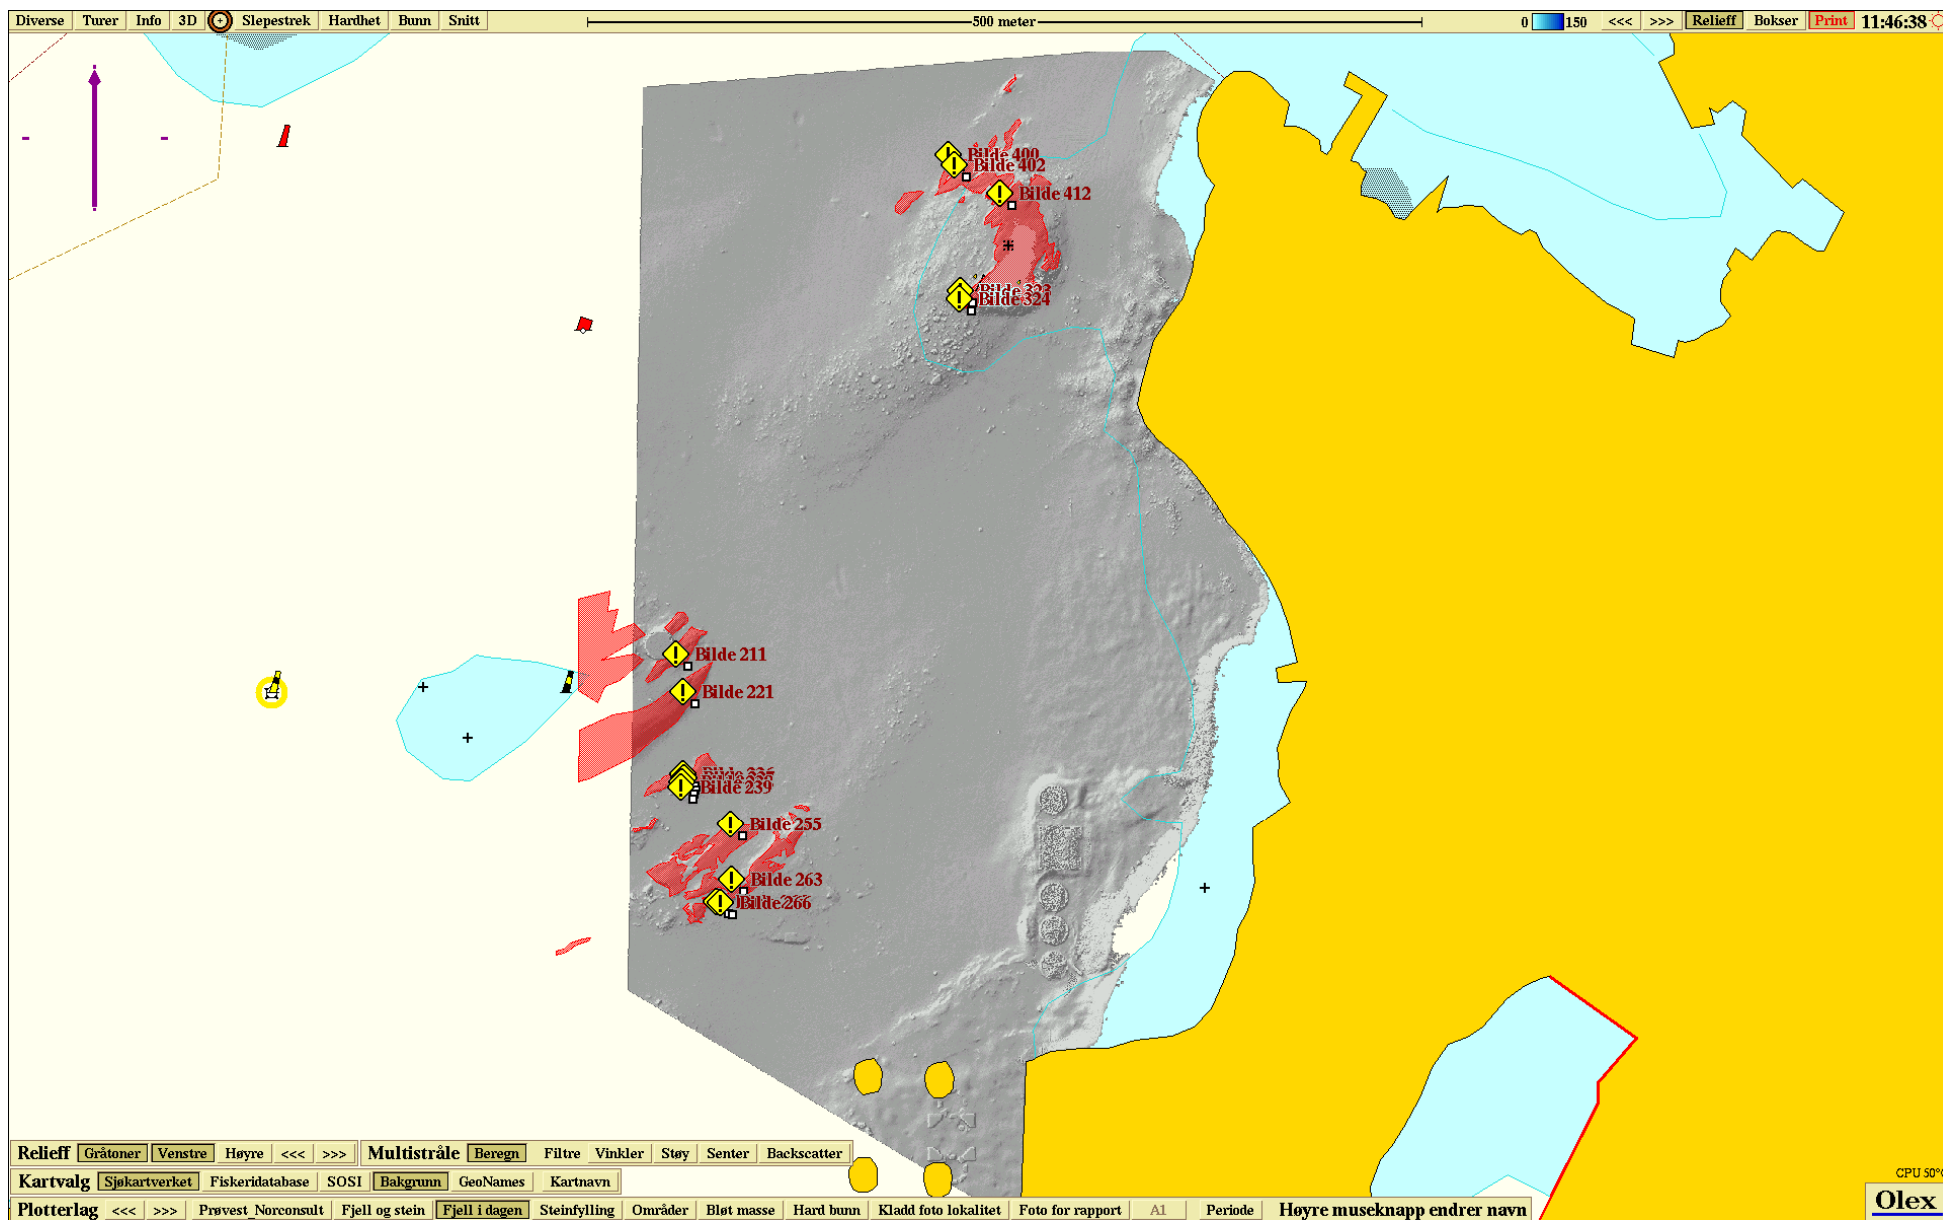 Diverse Turer Info 3D Slepestrek Hardhet Bunn Snitt 500 meter 0 150 <<< >>> Relieff Bokser Print 11:46:38
Bilde 400
Bilde 402
Bilde 412
Bilde 324
Bilde 211
Bilde 221
Bilde 239
Bilde 255
Bilde 263
Bilde 266
Relieff Gråtoner Venstre Høyre <<< >>> Multistråle Beregn Filtre Vinkler Støy Senter Backscatter
Kartvalg Sjøkartverket Fiskeridatabase SOSI Bakgrunn GeoNames Kartnavn
CPU 50°C
Plotterlag <<< >>> Prøvest_Norconsult Fjell og stein Fjell i dagen Steinfylling Områder Bløt masse Hard bunn Kladd foto lokalitet Foto for rapport A1 Periode Høyre museknapp endrer navn
Olex